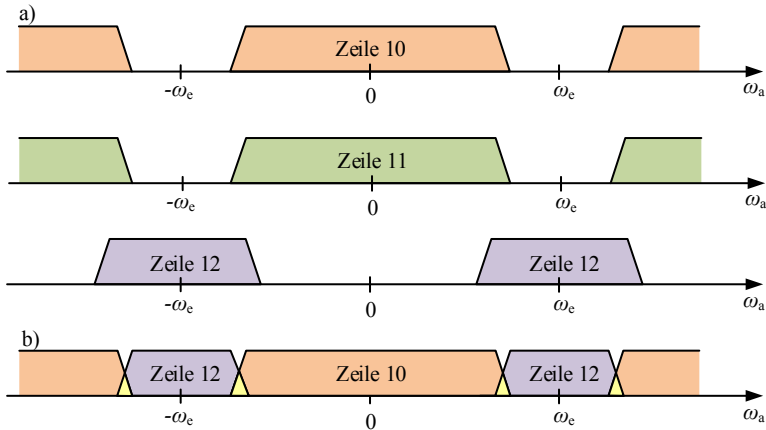 a)
Zeile 10
-ωe 0 ωe ωa
Zeile 11
-ωe 0 ωe ωa
Zeile 12 Zeile 12
-ωe 0 ωe ωa
b)
Zeile 12 Zeile 10 Zeile 12
-ωe 0 ωe ωa